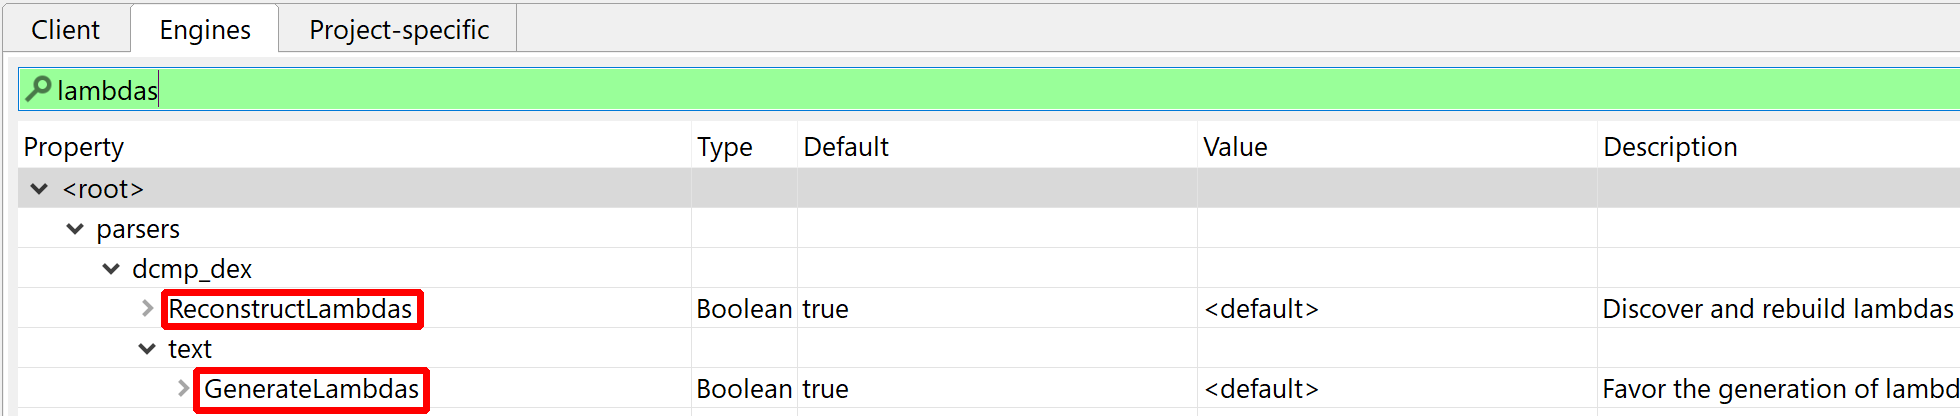 Client Engines Project-specific
lambdas
Property Type Default Value Description
<root>
parsers
dcmp_dex
ReconstructLambdas Boolean true <default> Discover and rebuild lambdas
text
GenerateLambdas Boolean true <default> Favor the generation of lambd